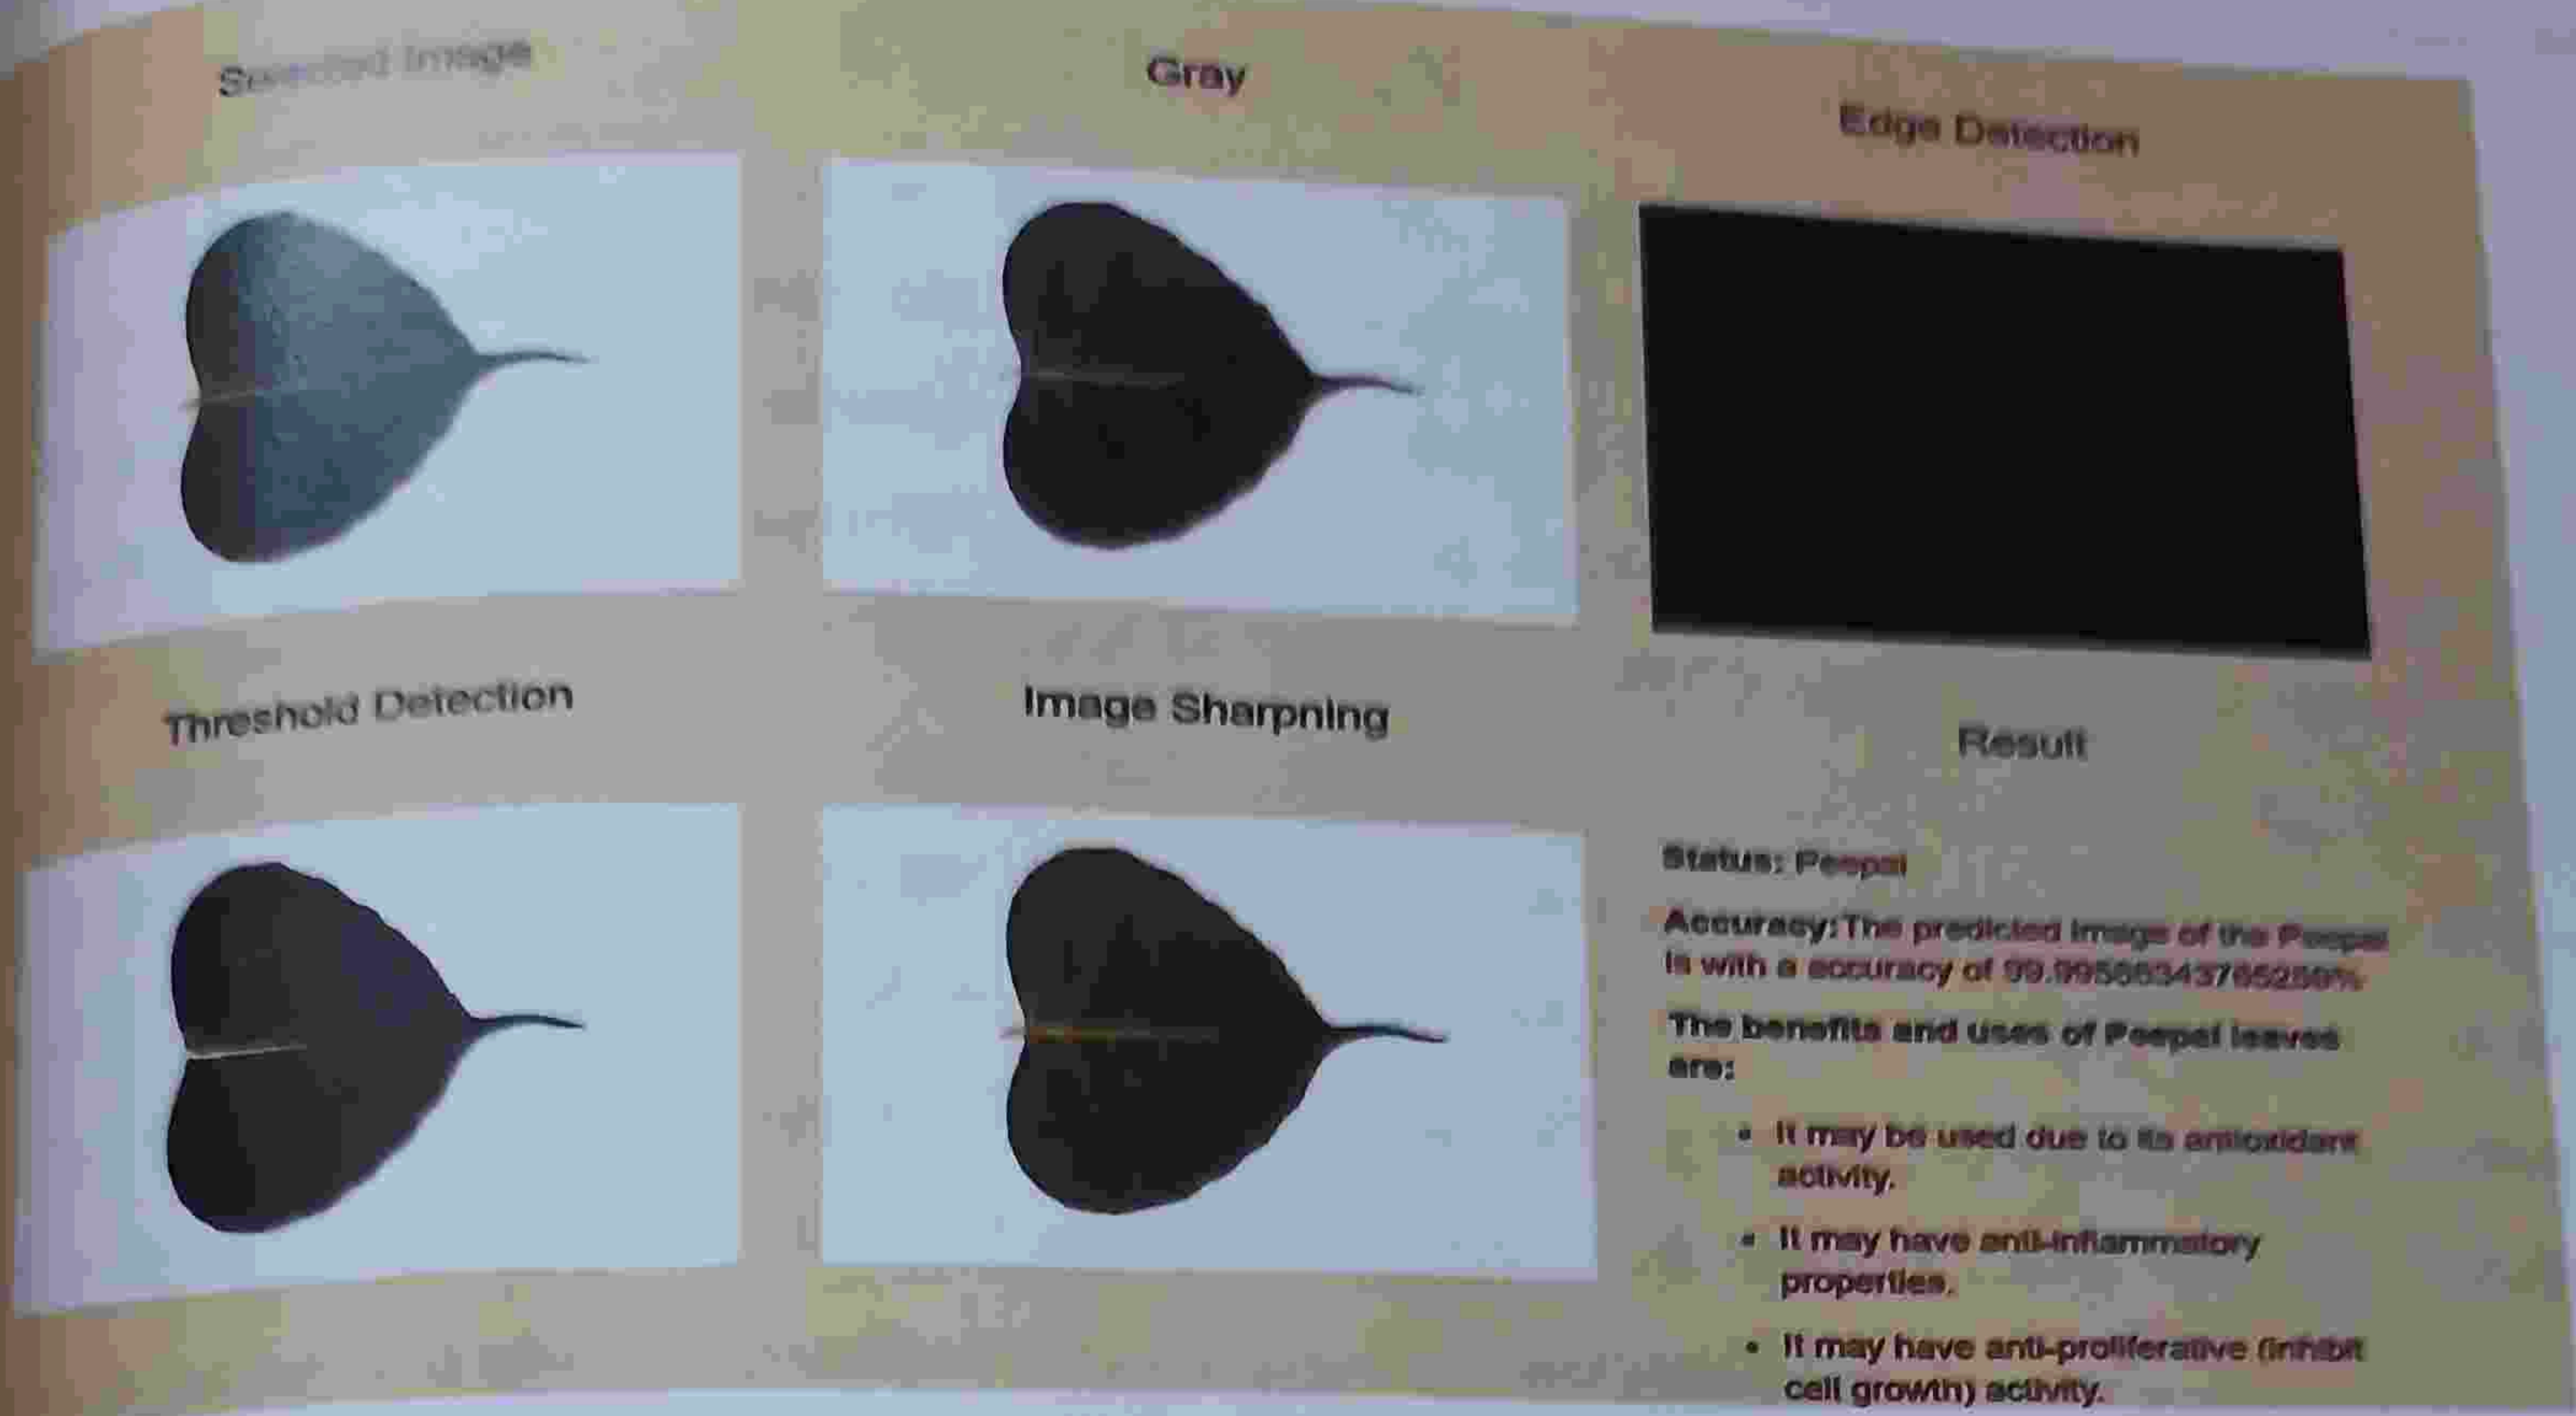 Selected Image
Gray
Edge Detection
Threshold Detection
Image Sharpning
Result
Status: Peepal
Accuracy:The predicted image of the Peepal
is with a accuracy of
The benefits and uses of Peepal leaves
are:
• It may be used due to its antioxidant
activity.
• It may have anti-inflammatory
properties.
• It may have anti-proliferative (inhibit
cell growth) activity.